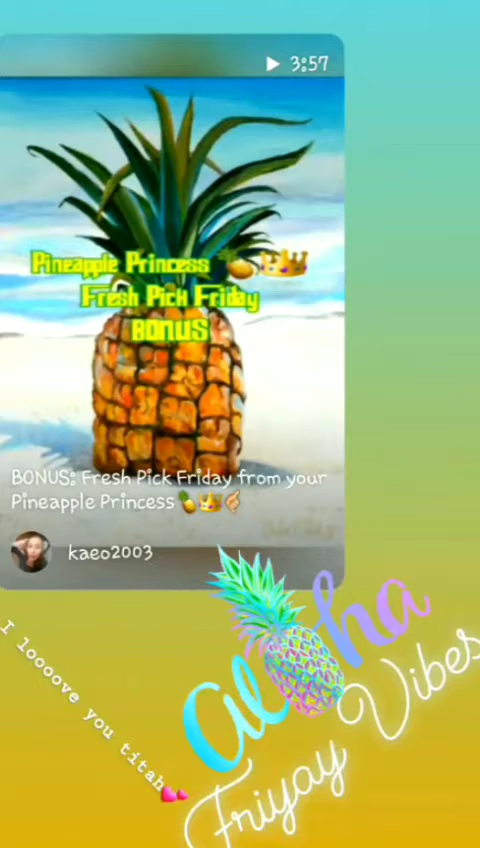 3:57
Pineapple Princess 🍍👑
Fresh Pick Friday
BONUS
BONUS: Fresh Pick Friday from your
Pineapple Princess🍍👑🤙🏼
kaeo2003
I loooove you titah💕
aloha
Friyay Vibes